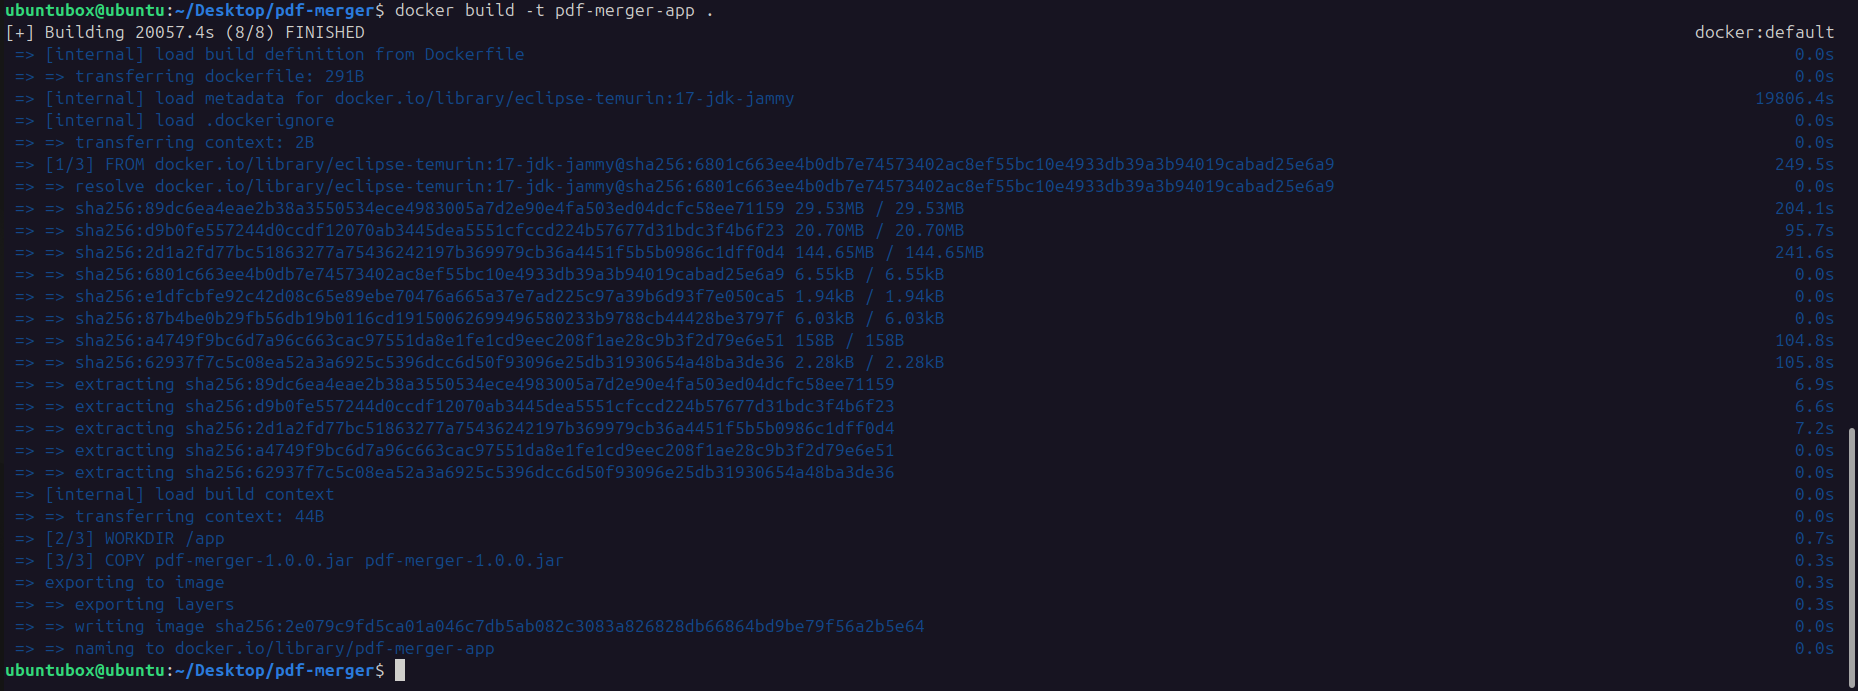 ubuntubox@ubuntu:~/Desktop/pdf-merger$ docker build -t pdf-merger-app .
[+] Building 20057.4s (8/8) FINISHED docker:default
=> [internal] load build definition from Dockerfile 0.0s
=> => transferring dockerfile: 291B 0.0s
=> [internal] load metadata for docker.io/library/eclipse-temurin:17-jdk-jammy 19806.4s
=> [internal] load .dockerignore 0.0s
=> => transferring context: 2B 0.0s
=> [1/3] FROM docker.io/library/eclipse-temurin:17-jdk-jammy@sha256:6801c663ee4b0db7e74573402ac8ef55bc10e4933db39a3b94019cabad25e6a9 249.5s
=> => resolve docker.io/library/eclipse-temurin:17-jdk-jammy@sha256:6801c663ee4b0db7e74573402ac8ef55bc10e4933db39a3b94019cabad25e6a9 0.0s
=> => sha256:89dc6ea4eae2b38a3550534ece4983005a7d2e90e4fa503ed04dcfc58ee71159 29.53MB / 29.53MB 204.1s
=> => sha256:d9b0fe557244d0ccdf12070ab3445dea5551cfccd224b57677d31bdc3f4b6f23 20.70MB / 20.70MB 95.7s
=> => sha256:2d1a2fd77bc51863277a75436242197b369979cb36a4451f5b5b0986c1dff0d4 144.65MB / 144.65MB 241.6s
=> => sha256:6801c663ee4b0db7e74573402ac8ef55bc10e4933db39a3b94019cabad25e6a9 6.55kB / 6.55kB 0.0s
=> => sha256:e1dfcbfe92c42d08c65e89ebe70476a665a37e7ad225c97a39b6d93f7e050ca5 1.94kB / 1.94kB 0.0s
=> => sha256:87b4be0b29fb56db19b0116cd19150062699496580233b9788cb44428be3797f 6.03kB / 6.03kB 0.0s
=> => sha256:a4749f9bc6d7a96c663cac97551da8e1fe1cd9eec208f1ae28c9b3f2d79e6e51 158B / 158B 104.8s
=> => sha256:62937f7c5c08ea52a3a6925c5396dcc6d50f93096e25db31930654a48ba3de36 2.28kB / 2.28kB 105.8s
=> => extracting sha256:89dc6ea4eae2b38a3550534ece4983005a7d2e90e4fa503ed04dcfc58ee71159 6.9s
=> => extracting sha256:d9b0fe557244d0ccdf12070ab3445dea5551cfccd224b57677d31bdc3f4b6f23 6.6s
=> => extracting sha256:2d1a2fd77bc51863277a75436242197b369979cb36a4451f5b5b0986c1dff0d4 7.2s
=> => extracting sha256:a4749f9bc6d7a96c663cac97551da8e1fe1cd9eec208f1ae28c9b3f2d79e6e51 0.0s
=> => extracting sha256:62937f7c5c08ea52a3a6925c5396dcc6d50f93096e25db31930654a48ba3de36 0.0s
=> [internal] load build context 0.0s
=> => transferring context: 44B 0.0s
=> [2/3] WORKDIR /app 0.7s
=> [3/3] COPY pdf-merger-1.0.0.jar pdf-merger-1.0.0.jar 0.3s
=> exporting to image 0.3s
=> => exporting layers 0.3s
=> => writing image sha256:2e079c9fd5ca01a046c7db5ab082c3083a826828db66864bd9be79f56a2b5e64 0.0s
=> => naming to docker.io/library/pdf-merger-app 0.0s
ubuntubox@ubuntu:~/Desktop/pdf-merger$